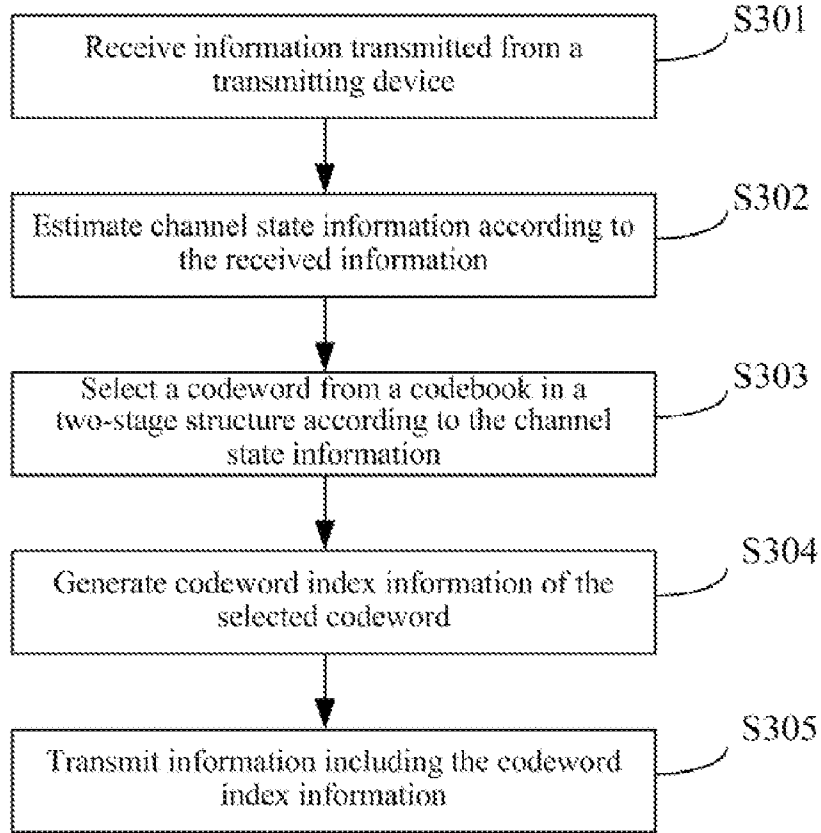 S301
Receive information transmitted from a
transmitting device
S302
Estimate channel state information according to
the received information
S303
Select a codeword from a codebook in a
two-stage structure according to the channel
state information
S304
Generate codeword index information of the
selected codeword
S305
Transmit information including the codeword
index information